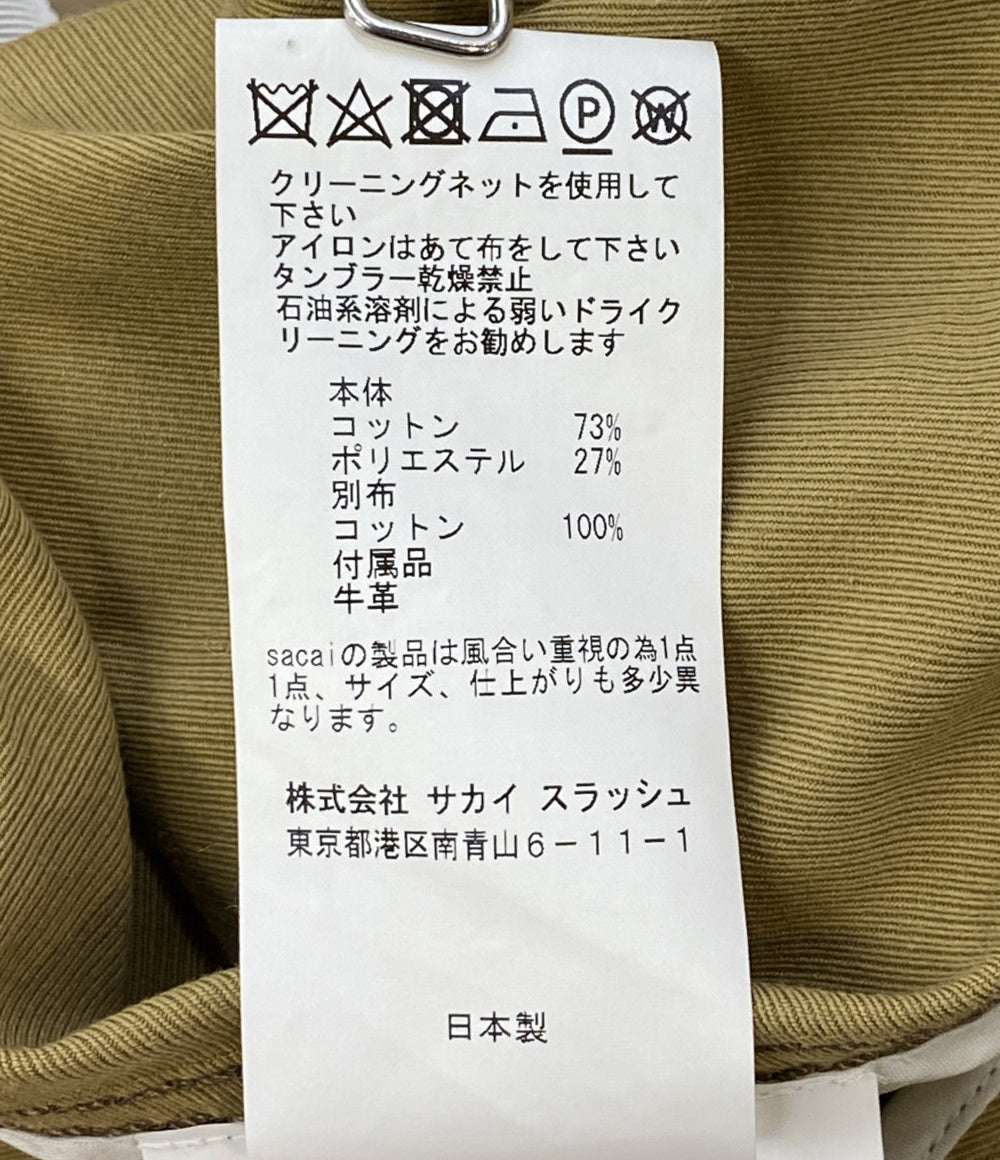 P W
クリーニングネットを使用して
下さい
アイロンはあて布をして下さい
タンブラー乾燥禁止
石油系溶剤による弱いドライク
リーニングをお勧めします
本体
コットン 73%
ポリエステル 27%
別布
コットン 100%
付属品
牛革
sacaiの製品は風合い重視の為1点
1点、サイズ、仕上がりも多少異
なります。
株式会社 サカイ スラッシュ
東京都港区南青山6－11－1
日本製